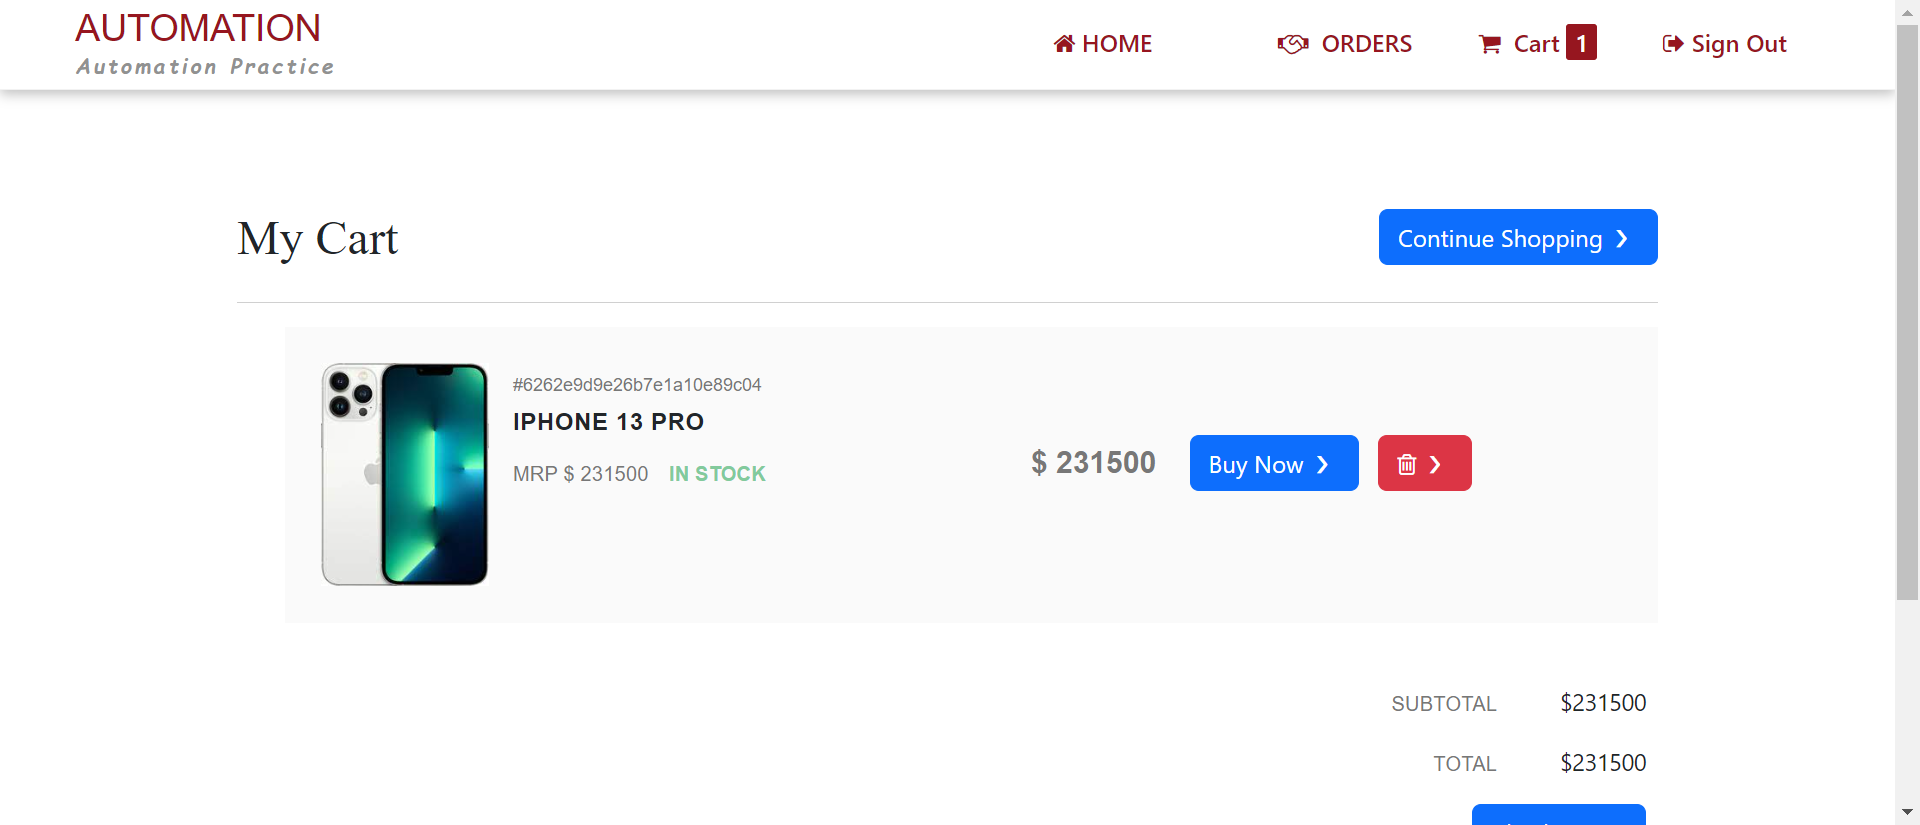 AUTOMATION
Automation Practice
HOME
ORDERS
Cart 1
Sign Out
My Cart
Continue Shopping ❯
#6262e9d9e26b7e1a10e89c04
IPHONE 13 PRO
MRP $ 231500 IN STOCK
$ 231500
Buy Now ❯
❯
SUBTOTAL $231500
TOTAL $231500